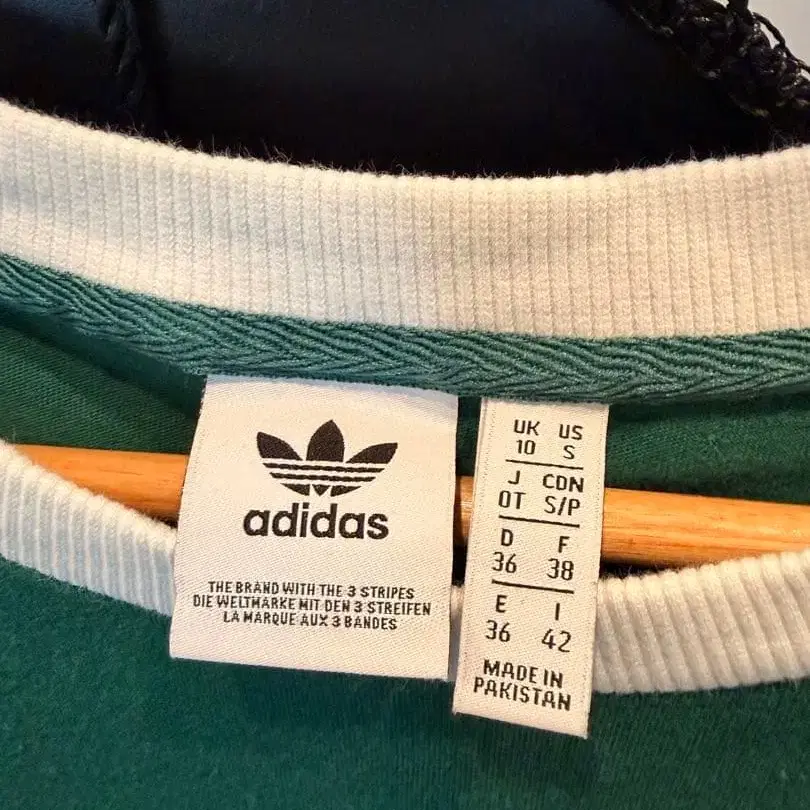 adidas
THE BRAND WITH THE 3 STRIPES
DIE WELTMARKE MIT DEN 3 STREIFEN
LA MARQUE AUX 3 BANDES
UK US
10 S
J CDN
OT S/P
D F
36 38
E I
36 42
MADE IN
PAKISTAN